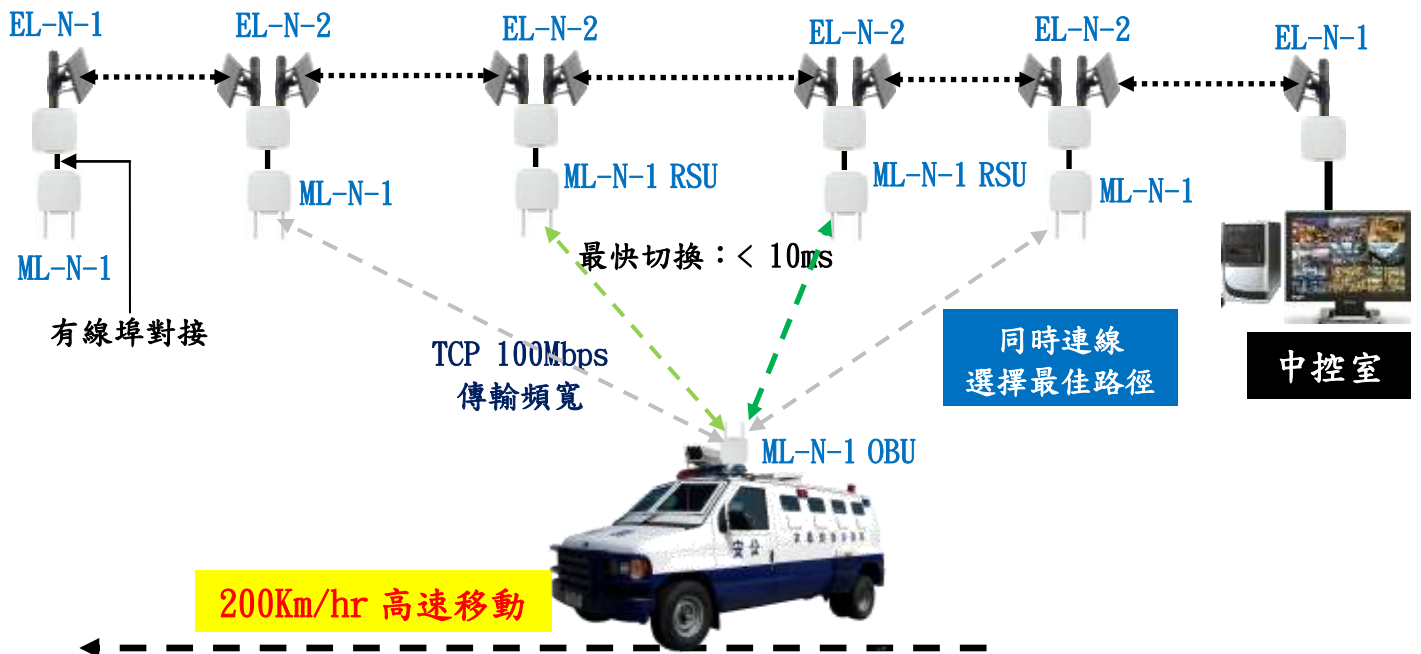 EL-N-1
EL-N-2
EL-N-2
EL-N-2
EL-N-2
EL-N-1
ML-N-1
ML-N-1 RSU
ML-N-1 RSU
ML-N-1
ML-N-1
有線埠對接
最快切換：< 10ms
TCP 100Mbps
傳輸頻寬
同時連線
選擇最佳路徑
中控室
ML-N-1 OBU
安公
200Km/hr 高速移動